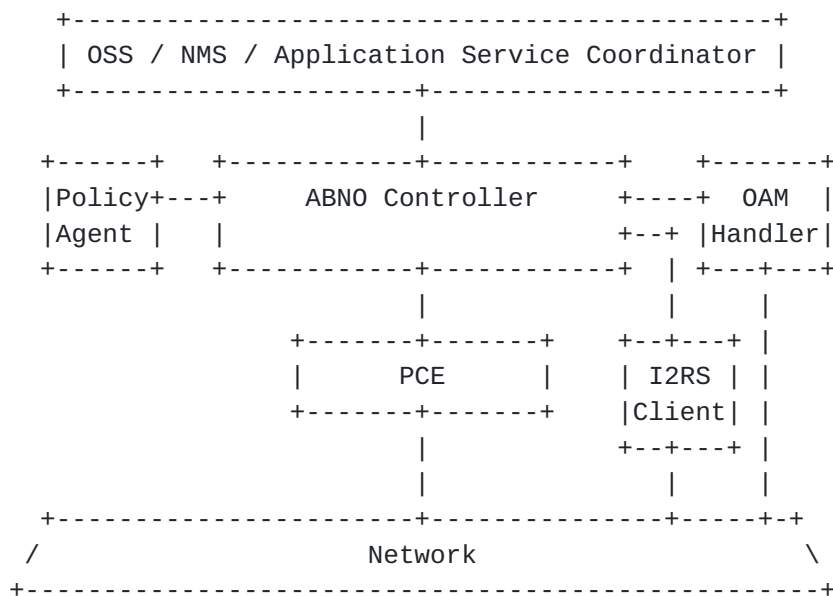 OSS / NMS / Application Service Coordinator
Policy ABNO Controller OAM
Agent Handler
PCE I2RS
Client
Network